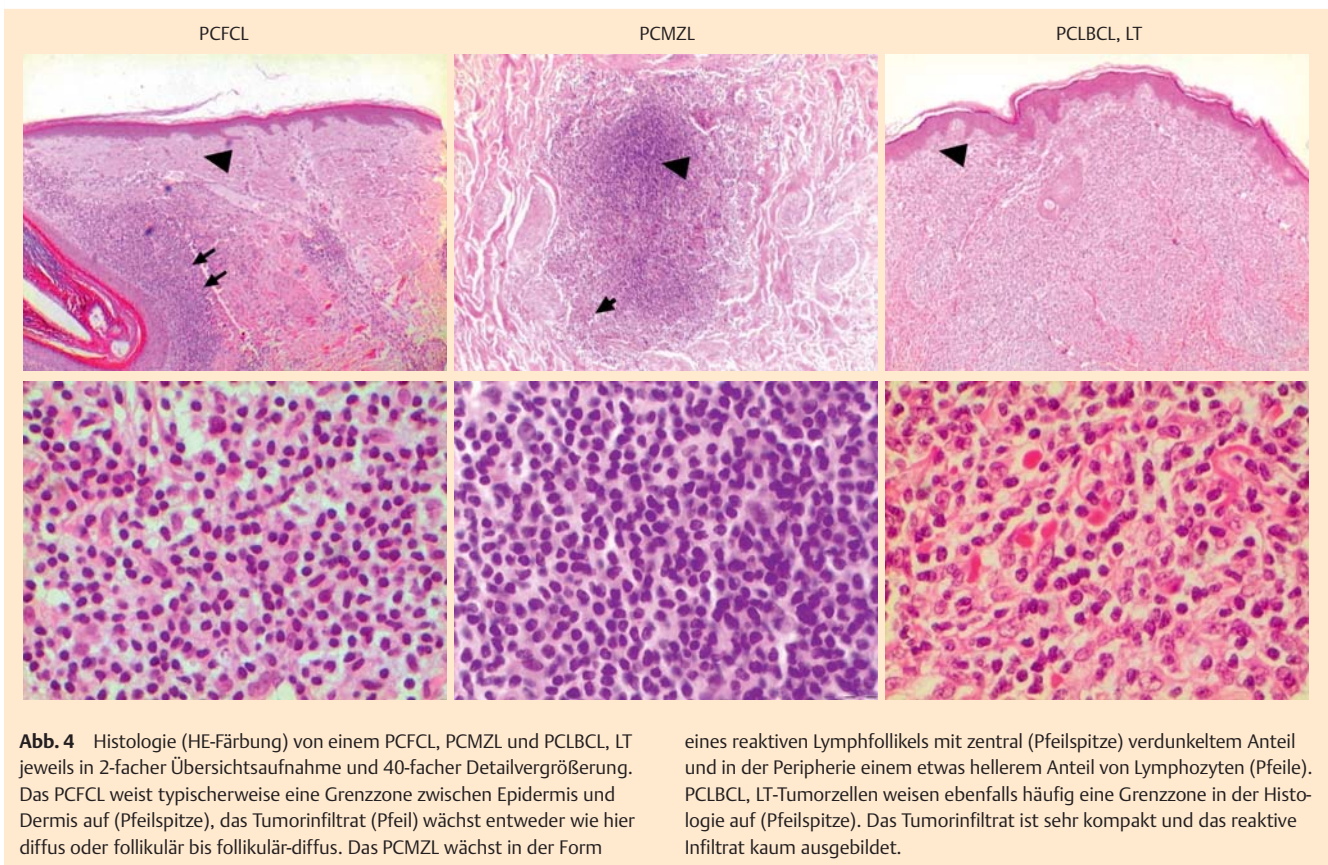 PCFCL
PCMZL
PCLBCL, LT
Abb. 4 Histologie (HE-Färbung) von einem PCFCL, PCMZL und PCLBCL, LT
jeweils in 2-facher Übersichtsaufnahme und 40-facher Detailvergrößerung.
Das PCFCL weist typischerweise eine Grenzzone zwischen Epidermis und
Dermis auf (Pfeilspitze), das Tumorinfiltrat (Pfeil) wächst entweder wie hier
diffus oder follikulär bis follikulär-diffus. Das PCMZL wächst in der Form
eines reaktiven Lymphfollikels mit zentral (Pfeilspitze) verdunkeltem Anteil
und in der Peripherie einem etwas hellerem Anteil von Lymphozyten (Pfeile).
PCLBCL, LT-Tumorzellen weisen ebenfalls häufig eine Grenzzone in der Histo-
logie auf (Pfeilspitze). Das Tumorinfiltrat ist sehr kompakt und das reaktive
Infiltrat kaum ausgebildet.